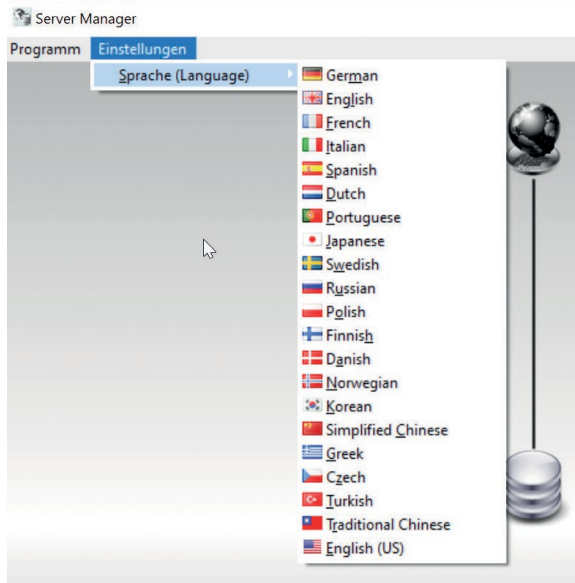 Server Manager
Programm Einstellungen
Sprache (Language)
German
English
French
Italian
Spanish
Dutch
Portuguese
Japanese
Swedish
Russian
Polish
Finnish
Danish
Norwegian
Korean
Simplified Chinese
Greek
Czech
Turkish
Traditional Chinese
English (US)